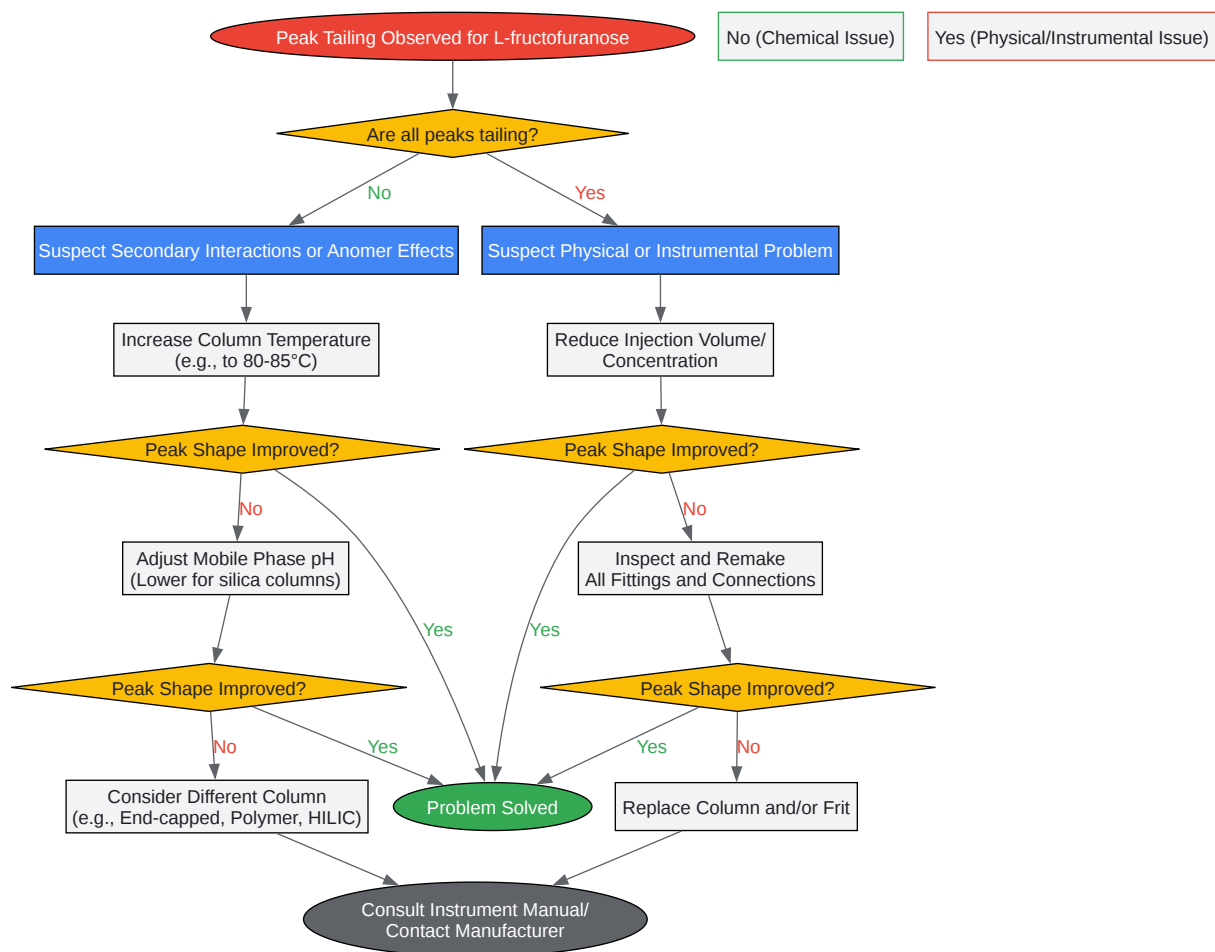 Peak Tailing Observed for L-fructofuranose
No (Chemical Issue)
Yes (Physical/Instrumental Issue)
Are all peaks tailing?
No
Yes
Suspect Secondary Interactions or Anomer Effects
Suspect Physical or Instrumental Problem
Increase Column Temperature
(e.g., to 80-85°C)
Reduce Injection Volume/
Concentration
Peak Shape Improved?
Peak Shape Improved?
No
No
Adjust Mobile Phase pH
(Lower for silica columns)
Inspect and Remake
All Fittings and Connections
Yes
Yes
Peak Shape Improved?
Peak Shape Improved?
No
Yes
Yes
No
Consider Different Column
(e.g., End-capped, Polymer, HILIC)
Problem Solved
Replace Column and/or Frit
Consult Instrument Manual/
Contact Manufacturer